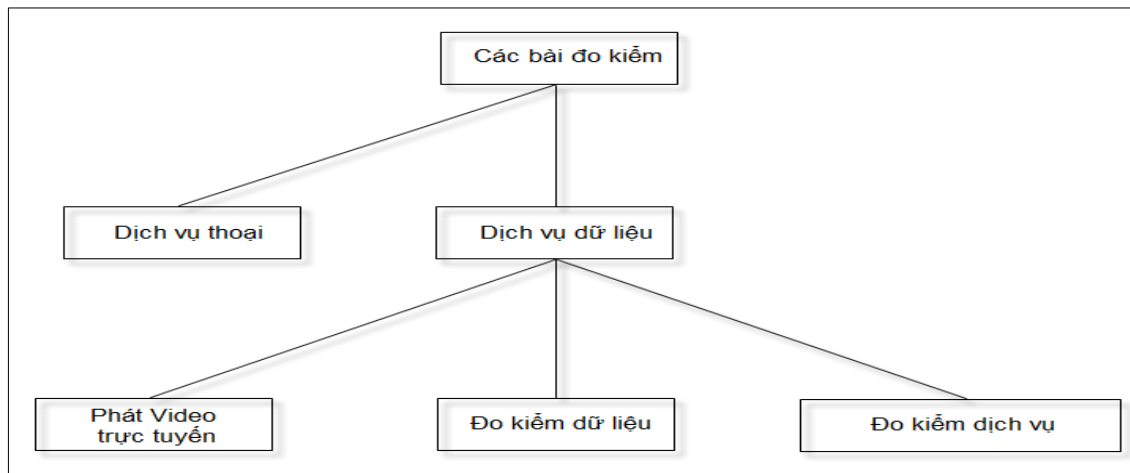 Các bài đo kiểm
Dịch vụ thoại
Dịch vụ dữ liệu
Phát Video
trực tuyến
Đo kiểm dữ liệu
Đo kiểm dịch vụ